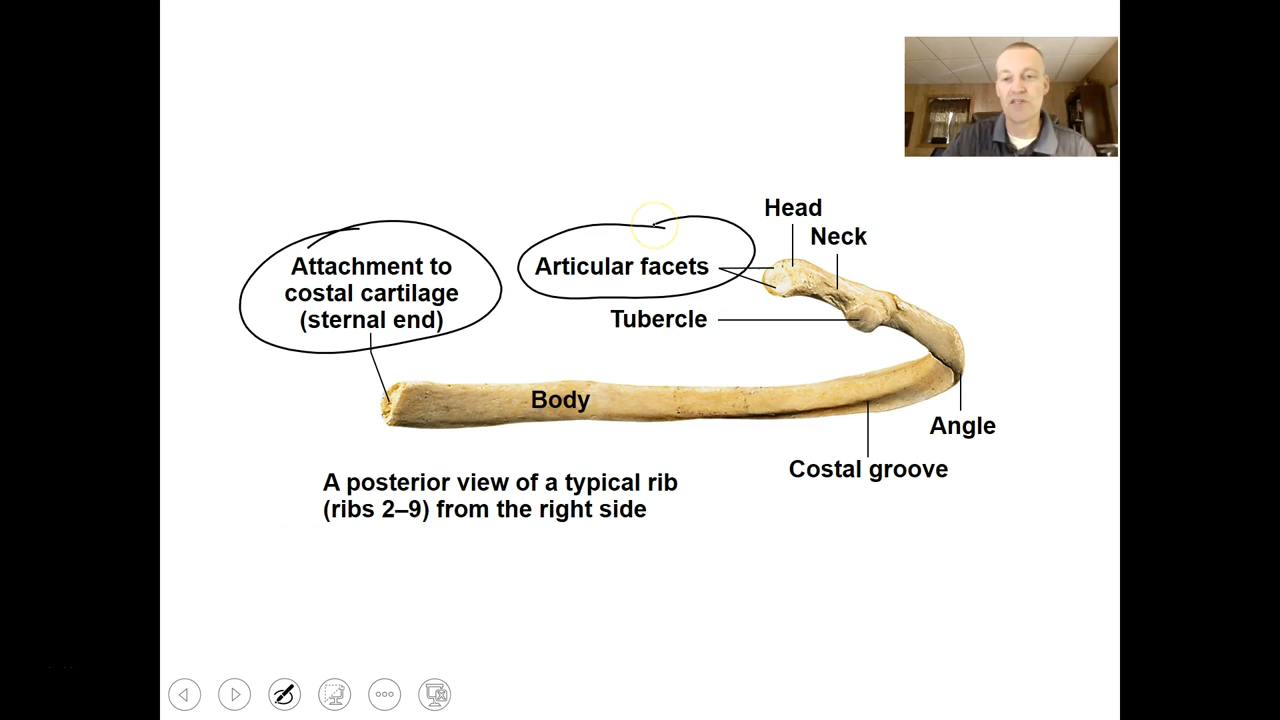 Head
Neck
Attachment to
costal cartilage
(sternal end)
Articular facets
Tubercle
Body
Angle
Costal groove
A posterior view of a typical rib
(ribs 2–9) from the right side